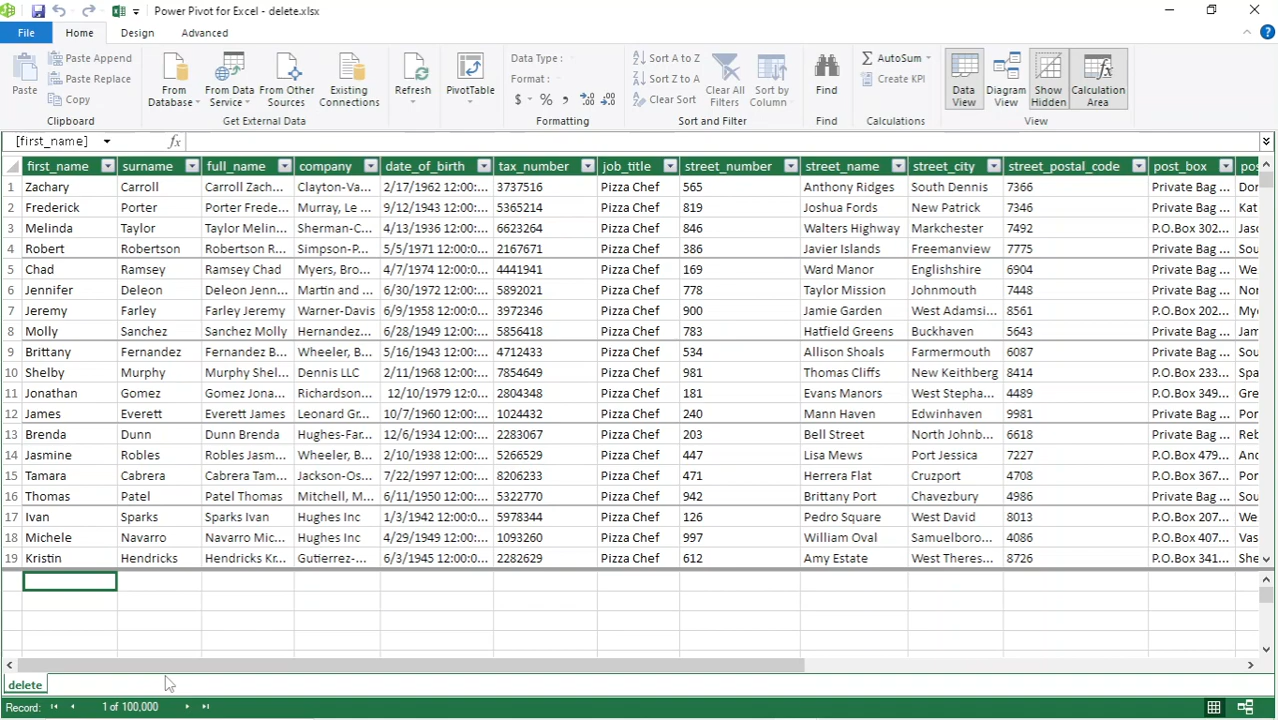 Power Pivot for Excel - delete.xlsx
File Home Design Advanced
Paste Paste Append Paste Replace Copy Clipboard
From Database From Data Service From Other Sources Existing Connections Get External Data
Refresh PivotTable
Data Type : Format : $ % , Formatting
Sort A to Z Sort Z to A Clear Sort Clear All Filters Sort by Column Sort and Filter
Find Find
AutoSum Create KPI Calculations
Data View Diagram View Show Hidden Calculation Area View
[first_name] fx
first_name surname full_name company date_of_birth tax_number job_title street_number street_name street_city street_postal_code post_box pos
1 Zachary Carroll Carroll Zach... Clayton-Va... 2/17/1962 12:00:... 3737516 Pizza Chef 565 Anthony Ridges South Dennis 7366 Private Bag ... Dor
2 Frederick Porter Porter Frede... Murray, Le ... 9/12/1943 12:00:... 5365214 Pizza Chef 819 Joshua Fords New Patrick 7346 Private Bag ... Kat
3 Melinda Taylor Taylor Melin... Sherman-C... 4/13/1936 12:00:... 6623264 Pizza Chef 846 Walters Highway Markchester 7492 P.O.Box 302... Jaso
4 Robert Robertson Robertson R... Simpson-P... 5/5/1971 12:00:0... 2167671 Pizza Chef 386 Javier Islands Freemanview 7775 Private Bag ... Sou
5 Chad Ramsey Ramsey Chad Myers, Bro... 4/7/1974 12:00:0... 4441941 Pizza Chef 169 Ward Manor Englishshire 6904 Private Bag ... We
6 Jennifer Deleon Deleon Jenn... Martin and ... 6/30/1972 12:00:... 5892021 Pizza Chef 778 Taylor Mission Johnmouth 7448 Private Bag ... Nor
7 Jeremy Farley Farley Jeremy Warner-Davis 6/9/1958 12:00:0... 3972346 Pizza Chef 900 Jamie Garden West Adamsi... 8561 P.O.Box 202... Mye
8 Molly Sanchez Sanchez Molly Hernandez... 6/28/1949 12:00:... 5856418 Pizza Chef 783 Hatfield Greens Buckhaven 5643 Private Bag ... Jam
9 Brittany Fernandez Fernandez B... Wheeler, B... 5/16/1943 12:00:... 4712433 Pizza Chef 534 Allison Shoals Farmermouth 6087 Private Bag ... Sou
10 Shelby Murphy Murphy Shel... Dennis LLC 2/11/1968 12:00:... 7854649 Pizza Chef 981 Thomas Cliffs New Keithberg 8414 P.O.Box 233... Spa
11 Jonathan Gomez Gomez Jona... Richardson... 12/10/1979 12:0... 2804348 Pizza Chef 181 Evans Manors West Stepha... 4489 P.O.Box 349... Gre
12 James Everett Everett James Leonard Gr... 10/7/1960 12:00:... 1024432 Pizza Chef 240 Mann Haven Edwinhaven 9981 Private Bag ... Por
13 Brenda Dunn Dunn Brenda Hughes-Far... 12/6/1934 12:00:... 2283067 Pizza Chef 203 Bell Street North Johnb... 6618 Private Bag ... Reb
14 Jasmine Robles Robles Jasm... Wheeler, B... 2/10/1938 12:00:... 5266529 Pizza Chef 447 Lisa Mews Port Jessica 7227 P.O.Box 479... And
15 Tamara Cabrera Cabrera Tam... Jackson-Os... 7/22/1997 12:00:... 8206233 Pizza Chef 471 Herrera Flat Cruzport 4708 P.O.Box 367... Por
16 Thomas Patel Patel Thomas Mitchell, M... 6/11/1950 12:00:... 5322770 Pizza Chef 942 Brittany Port Chavezbury 4986 Private Bag ... Sou
17 Ivan Sparks Sparks Ivan Hughes Inc 1/3/1942 12:00:0... 5978344 Pizza Chef 126 Pedro Square West David 8013 P.O.Box 207... We
18 Michele Navarro Navarro Mic... Hughes Inc 4/29/1949 12:00:... 1093260 Pizza Chef 997 William Oval Samuelboro... 4086 P.O.Box 407... Vas
19 Kristin Hendricks Hendricks Kr... Gutierrez-... 6/3/1945 12:00:0... 2282629 Pizza Chef 612 Amy Estate West Theres... 8726 P.O.Box 341... She
delete
Record: 1 of 100,000